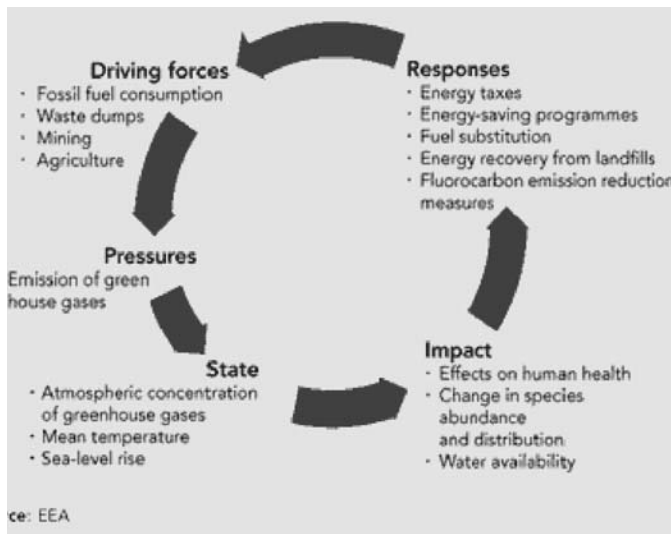 Driving forces
· Fossil fuel consumption
· Waste dumps
· Mining
· Agriculture
Responses
· Energy taxes
· Energy-saving programmes
· Fuel substitution
· Energy recovery from landfills
· Fluorocarbon emission reduction
measures
Pressures
Emission of green
house gases
State
· Atmospheric concentration
of greenhouse gases
· Mean temperature
· Sea-level rise
Impact
· Effects on human health
· Change in species
abundance
and distribution
· Water availability
ce: EEA